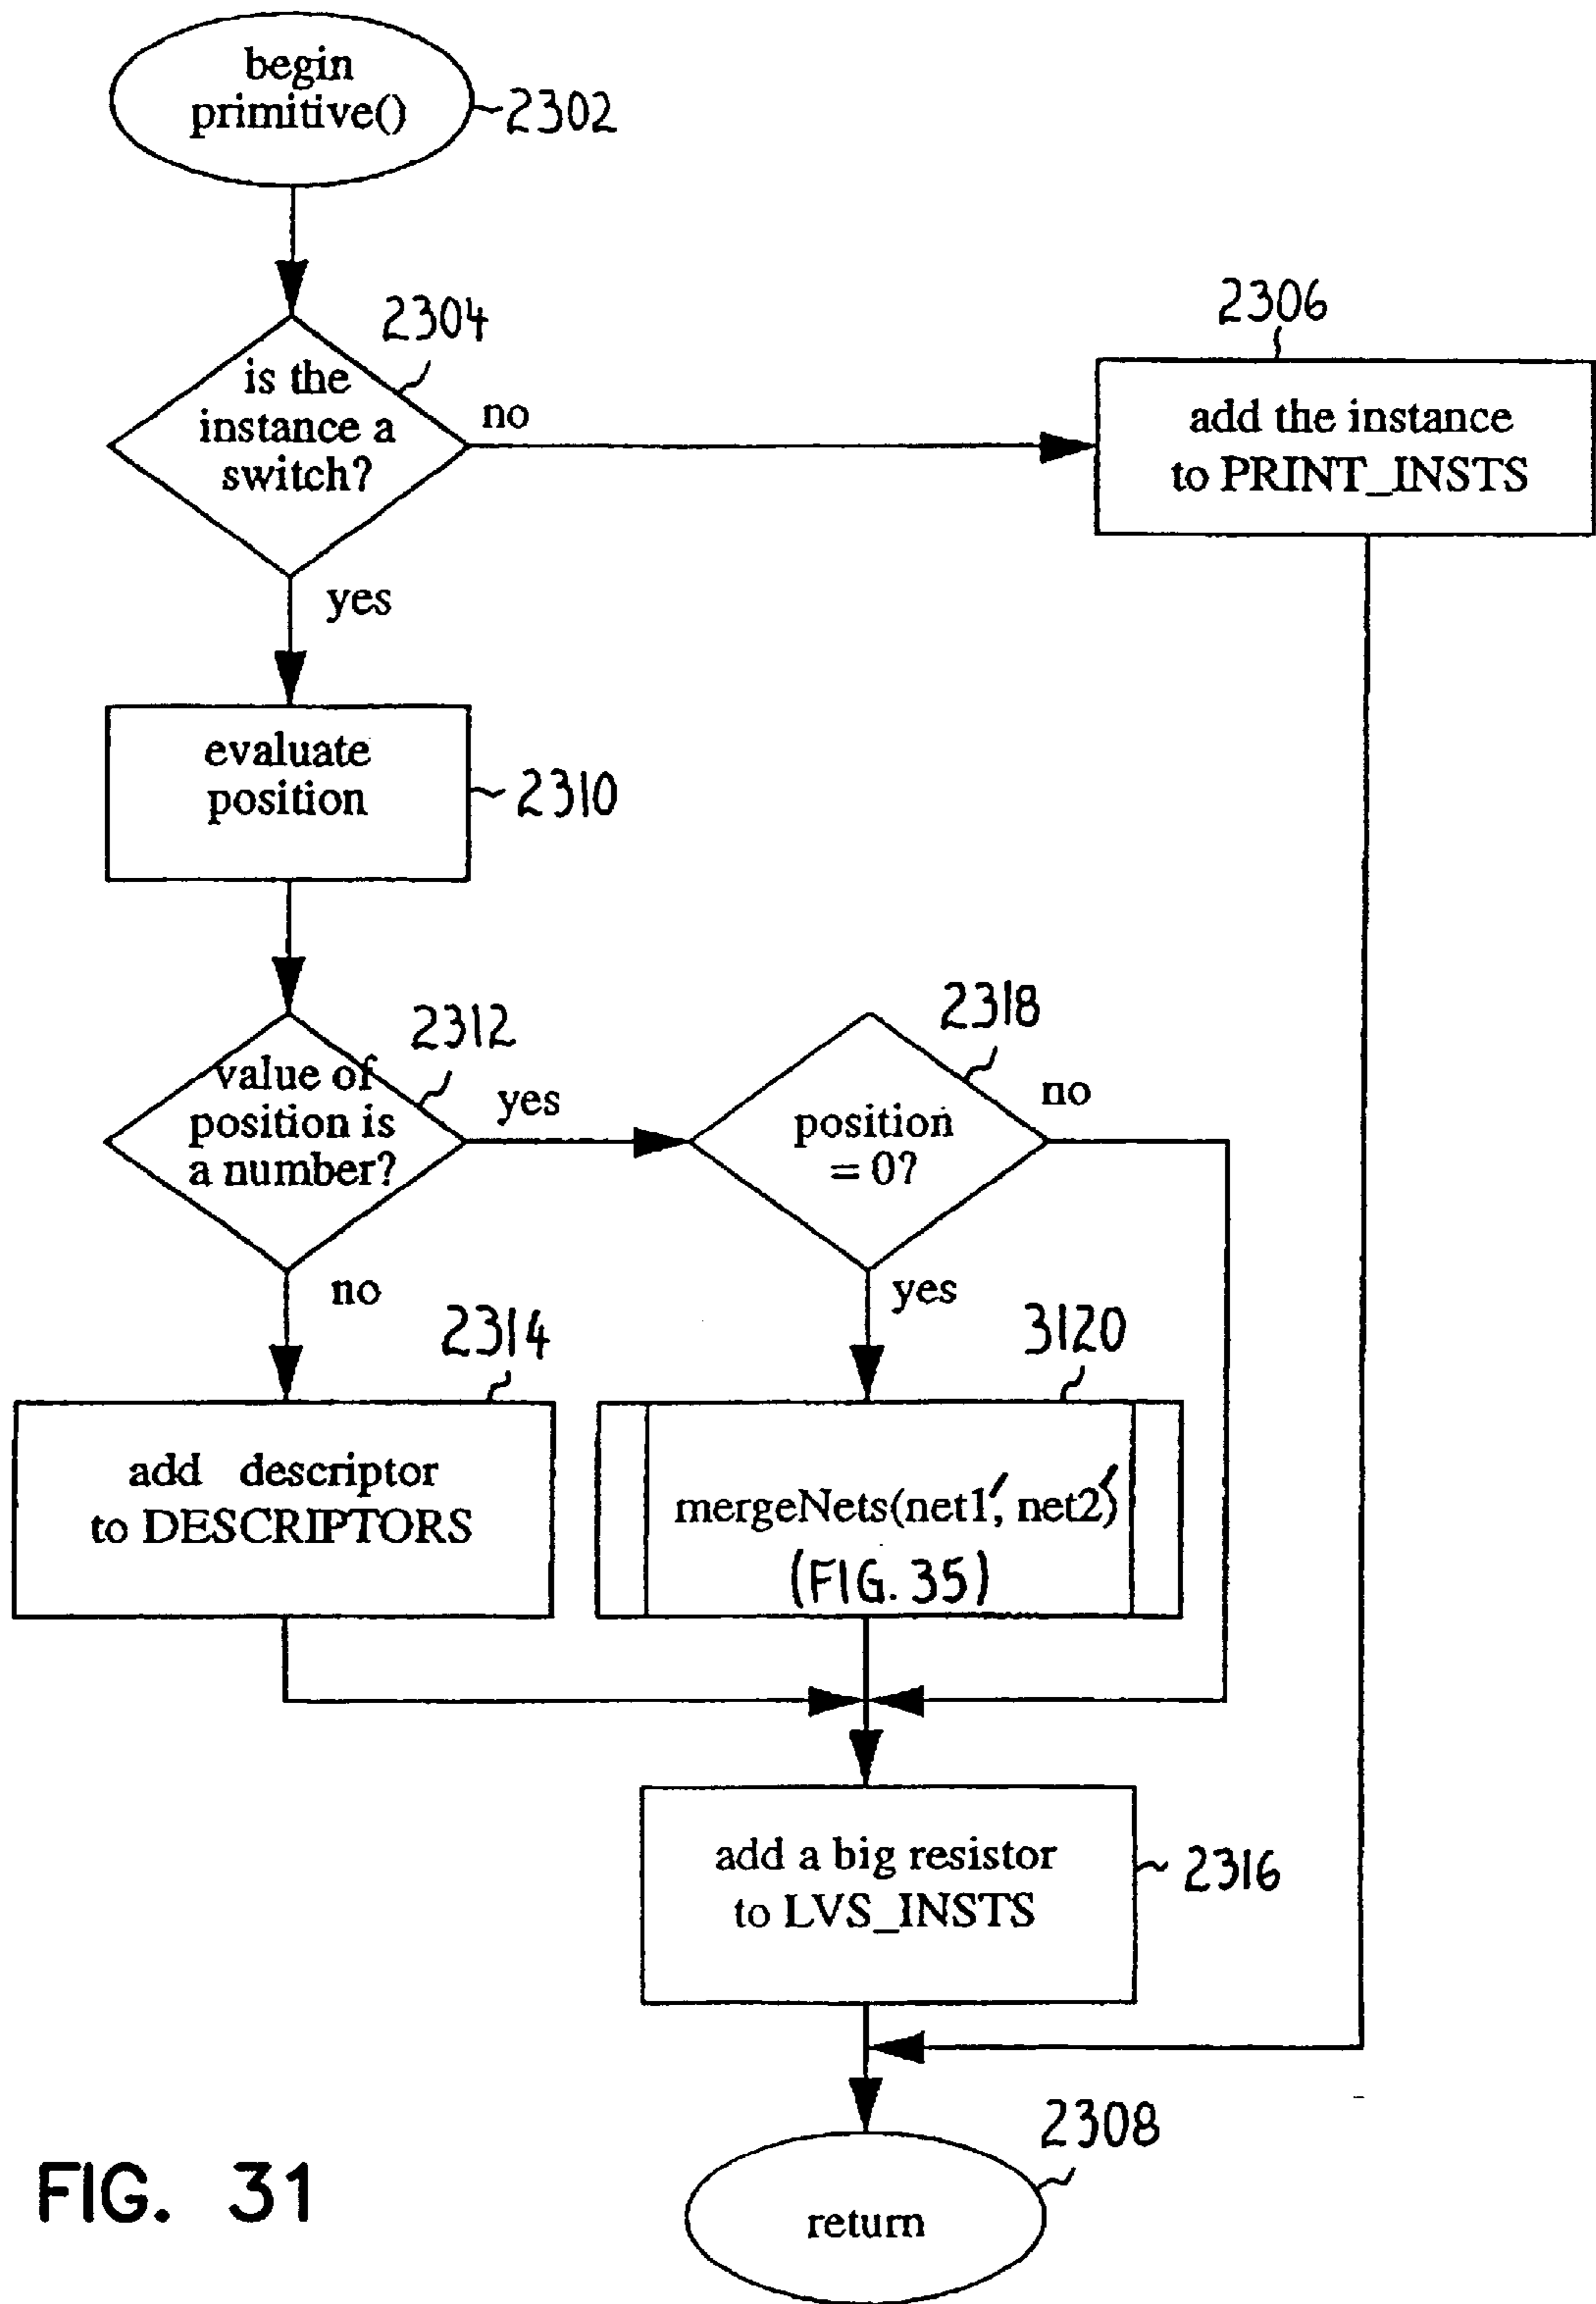 begin
primitive()
2302
2304
is the
instance a
switch?
no
2306
add the instance
to PRINT_INSTS
yes
evaluate
position
2310
2312
value of
position is
a number?
yes
2318
position
= 0?
no
no
yes
2314
add descriptor
to DESCRIPTORS
3120
mergeNets(net1′, net2′)
(FIG. 35)
add a big resistor
to LVS_INSTS
2316
2308
return
FIG. 31